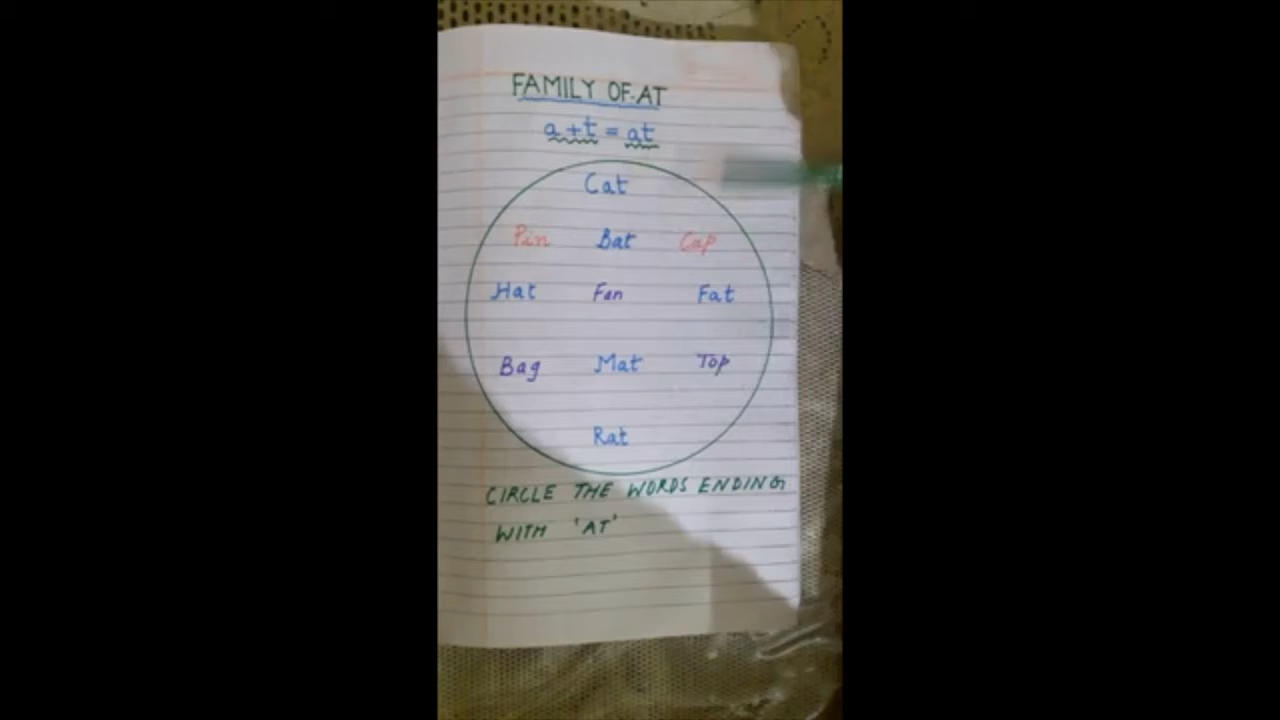 FAMILY OF AT
a + t = at
Cat
Pin Bat Cap
Hat Fan Fat
Bag Mat Top
Rat
CIRCLE THE WORDS ENDING
WITH 'AT'